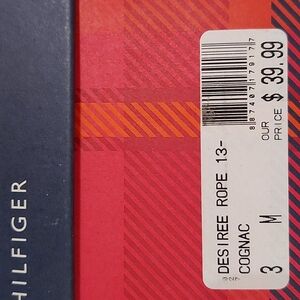 HILFIGER
DESIREE ROPE 13-
COGNAC
3 M
OUR
PRICE $ 39.99